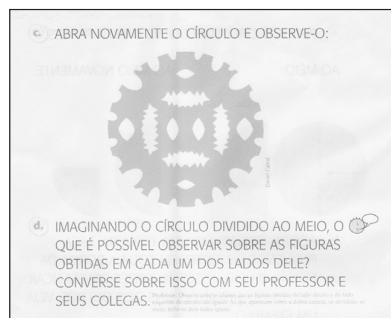 c. ABRA NOVAMENTE O CÍRCULO E OBSERVE-O:
d. IMAGINANDO O CÍRCULO DIVIDIDO AO MEIO, O
QUE É POSSÍVEL OBSERVAR SOBRE AS FIGURAS
OBTIDAS EM CADA UM DOS LADOS DELE?
CONVERSE SOBRE ISSO COM SEU PROFESSOR E
SEUS COLEGAS.